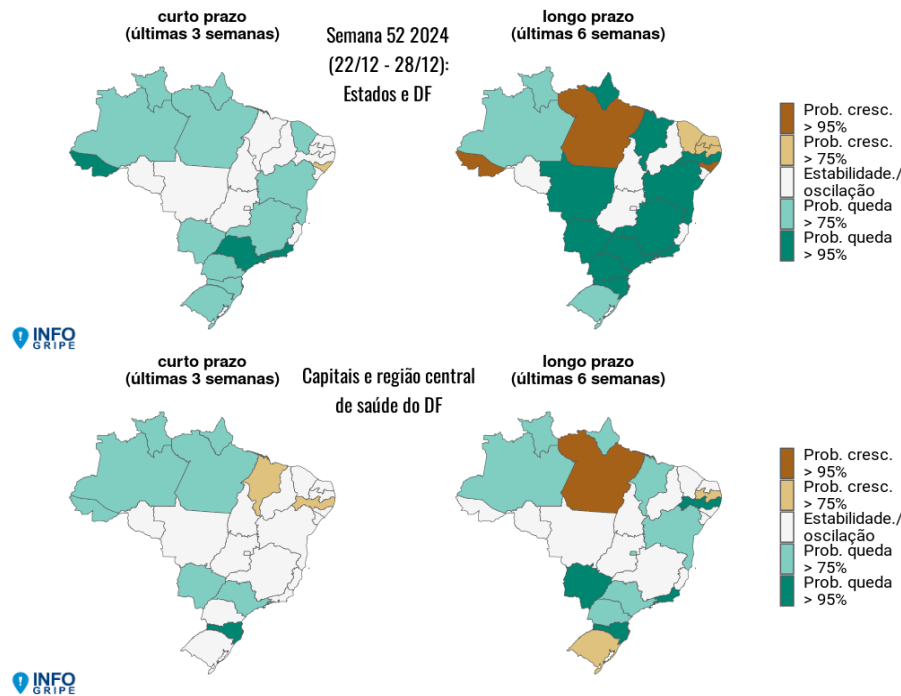 curto prazo
(últimas 3 semanas)
Semana 52 2024
(22/12 - 28/12):
Estados e DF
longo prazo
(últimas 6 semanas)
Prob. cresc.
> 95%
Prob. cresc.
> 75%
Estabilidade./
oscilação
Prob. queda
> 75%
Prob. queda
> 95%
INFO
GRIPE
curto prazo
(últimas 3 semanas)
Capitais e região central
de saúde do DF
longo prazo
(últimas 6 semanas)
Prob. cresc.
> 95%
Prob. cresc.
> 75%
Estabilidade./
oscilação
Prob. queda
> 75%
Prob. queda
> 95%
INFO
GRIPE